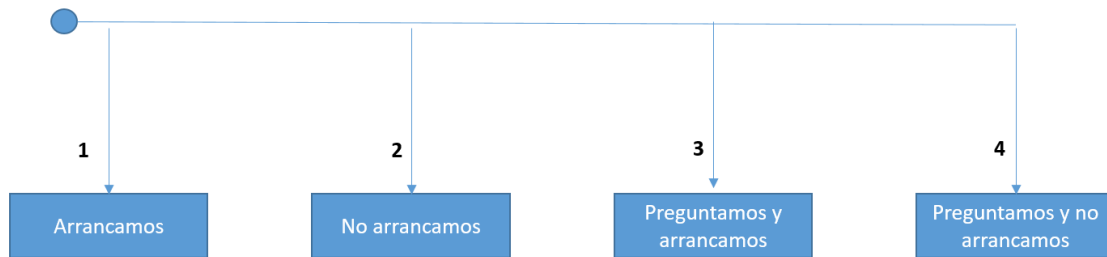 1
2
3
4
Arrancamos
No arrancamos
Preguntamos y
arrancamos
Preguntamos y no
arrancamos